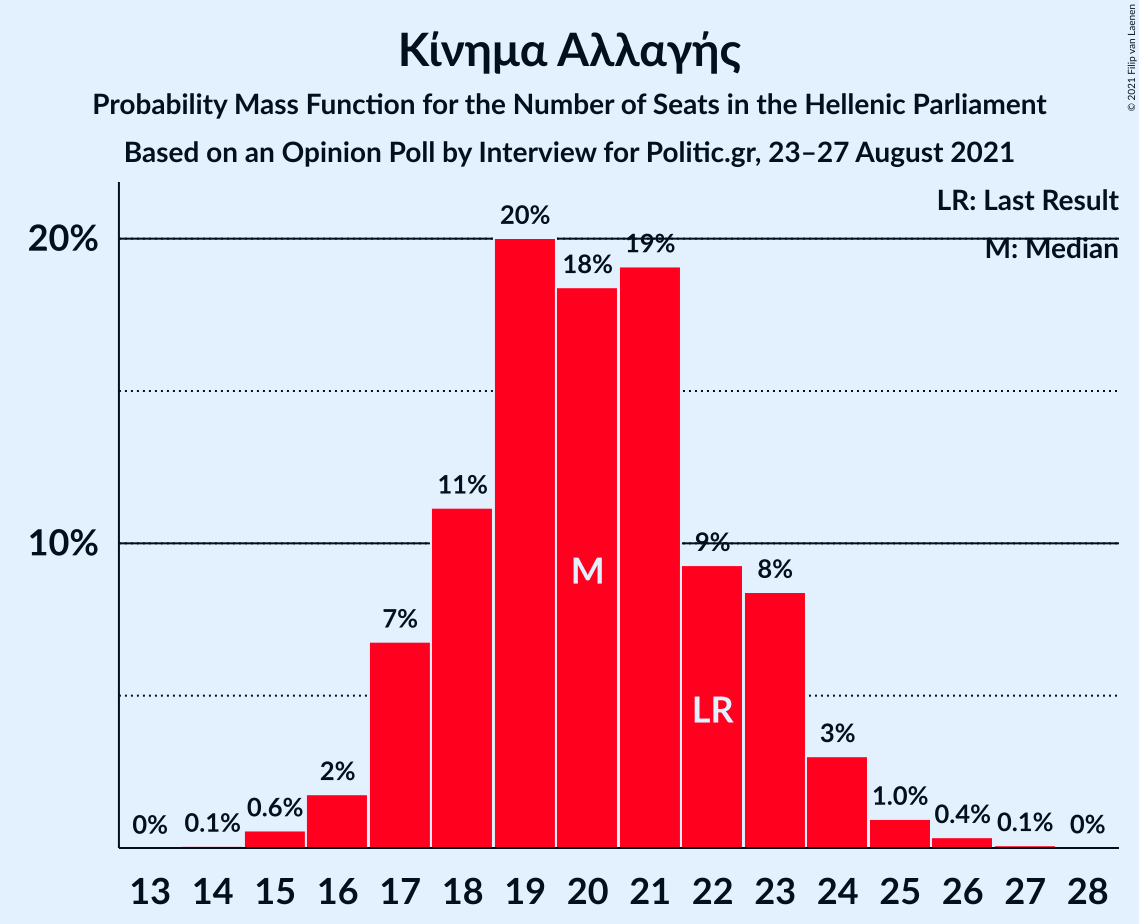 Κίνημα Αλλαγής
Probability Mass Function for the Number of Seats in the Hellenic Parliament
Based on an Opinion Poll by Interview for Politic.gr, 23–27 August 2021
© 2021 Filip van Laenen
LR: Last Result
M: Median
20%
10%
0%
0.1%
0.6%
2%
7%
11%
20%
18%
19%
9%
8%
3%
1.0%
0.4%
0.1%
0%
M
LR
13 14 15 16 17 18 19 20 21 22 23 24 25 26 27 28